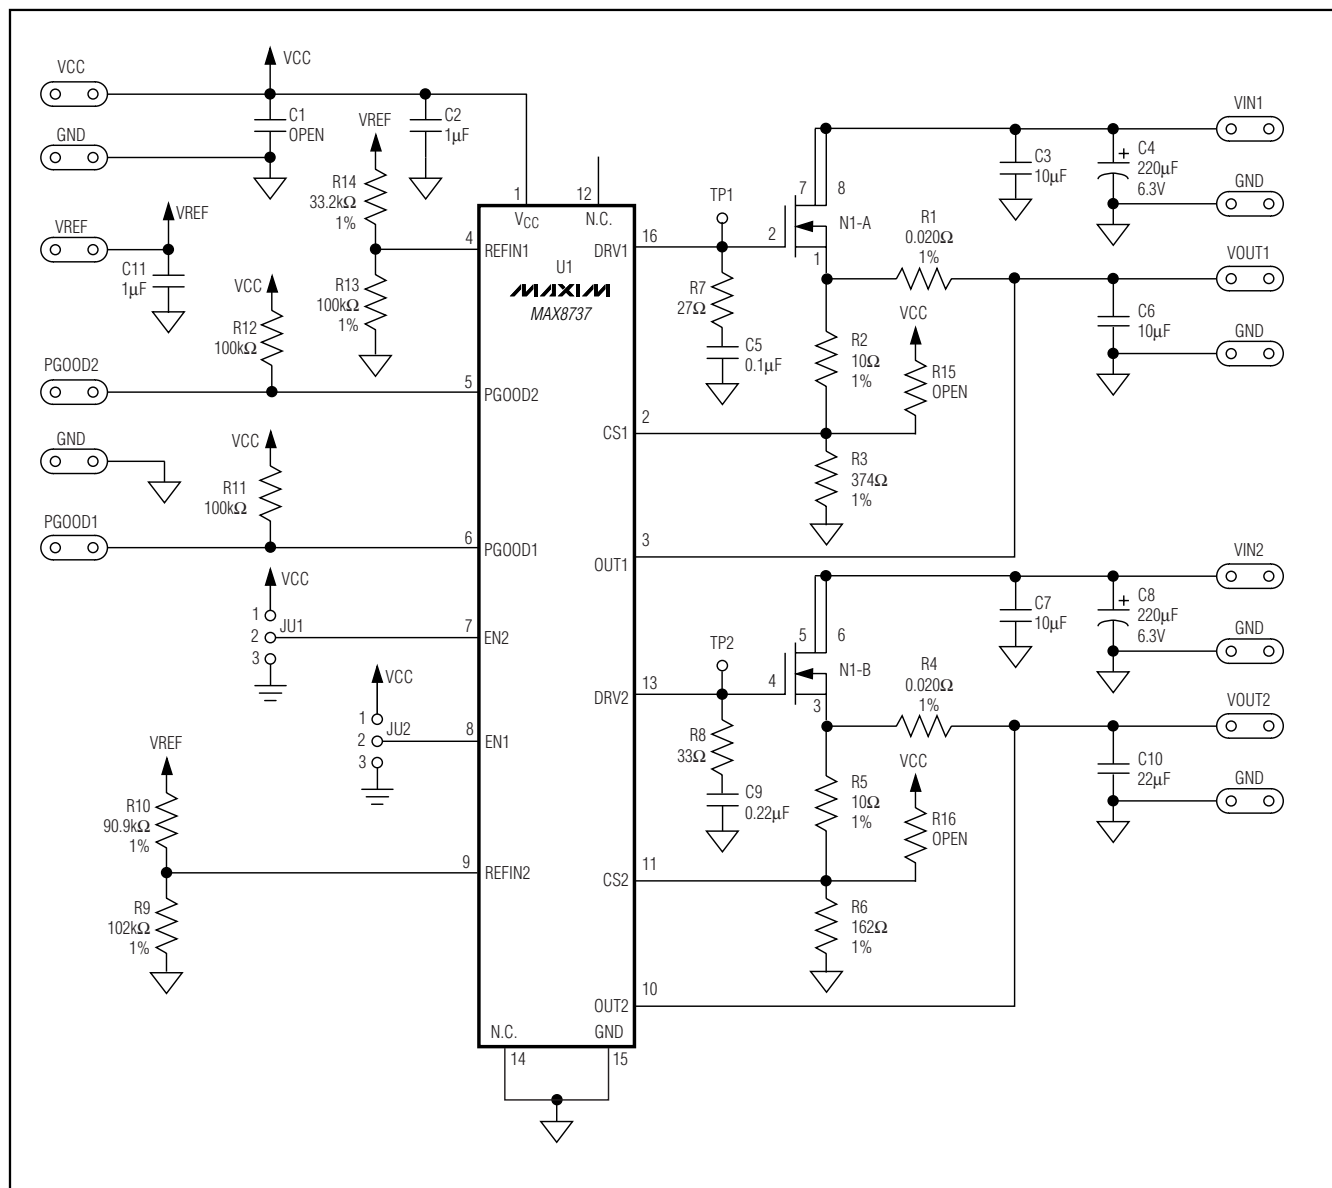 VCC
VCC
C1
OPEN
C2
1µF
GND
VREF
VREF
VREF
C11
1µF
R14
33.2kΩ
1%
R13
100kΩ
1%
VCC
R12
100kΩ
PGOOD2
GND
VCC
R11
100kΩ
PGOOD1
VCC
1
2
3
JU1
VCC
1
2
3
JU2
VREF
R10
90.9kΩ
1%
R9
102kΩ
1%
1
VCC
12
N.C.
4
REFIN1
U1
MAXIM
MAX8737
5
PGOOD2
6
PGOOD1
7
EN2
8
EN1
9
REFIN2
N.C.
14
GND
15
DRV1
16
CS1
2
OUT1
3
DRV2
13
CS2
11
OUT2
10
TP1
R7
27Ω
C5
0.1µF
7
8
2
1
N1-A
R1
0.020Ω
1%
R2
10Ω
1%
VCC
R15
OPEN
R3
374Ω
1%
C3
10µF
+
C4
220µF
6.3V
VIN1
GND
VOUT1
C6
10µF
GND
TP2
R8
33Ω
C9
0.22µF
5
6
4
3
N1-B
R4
0.020Ω
1%
R5
10Ω
1%
VCC
R16
OPEN
R6
162Ω
1%
C7
10µF
+
C8
220µF
6.3V
VIN2
GND
VOUT2
C10
22µF
GND